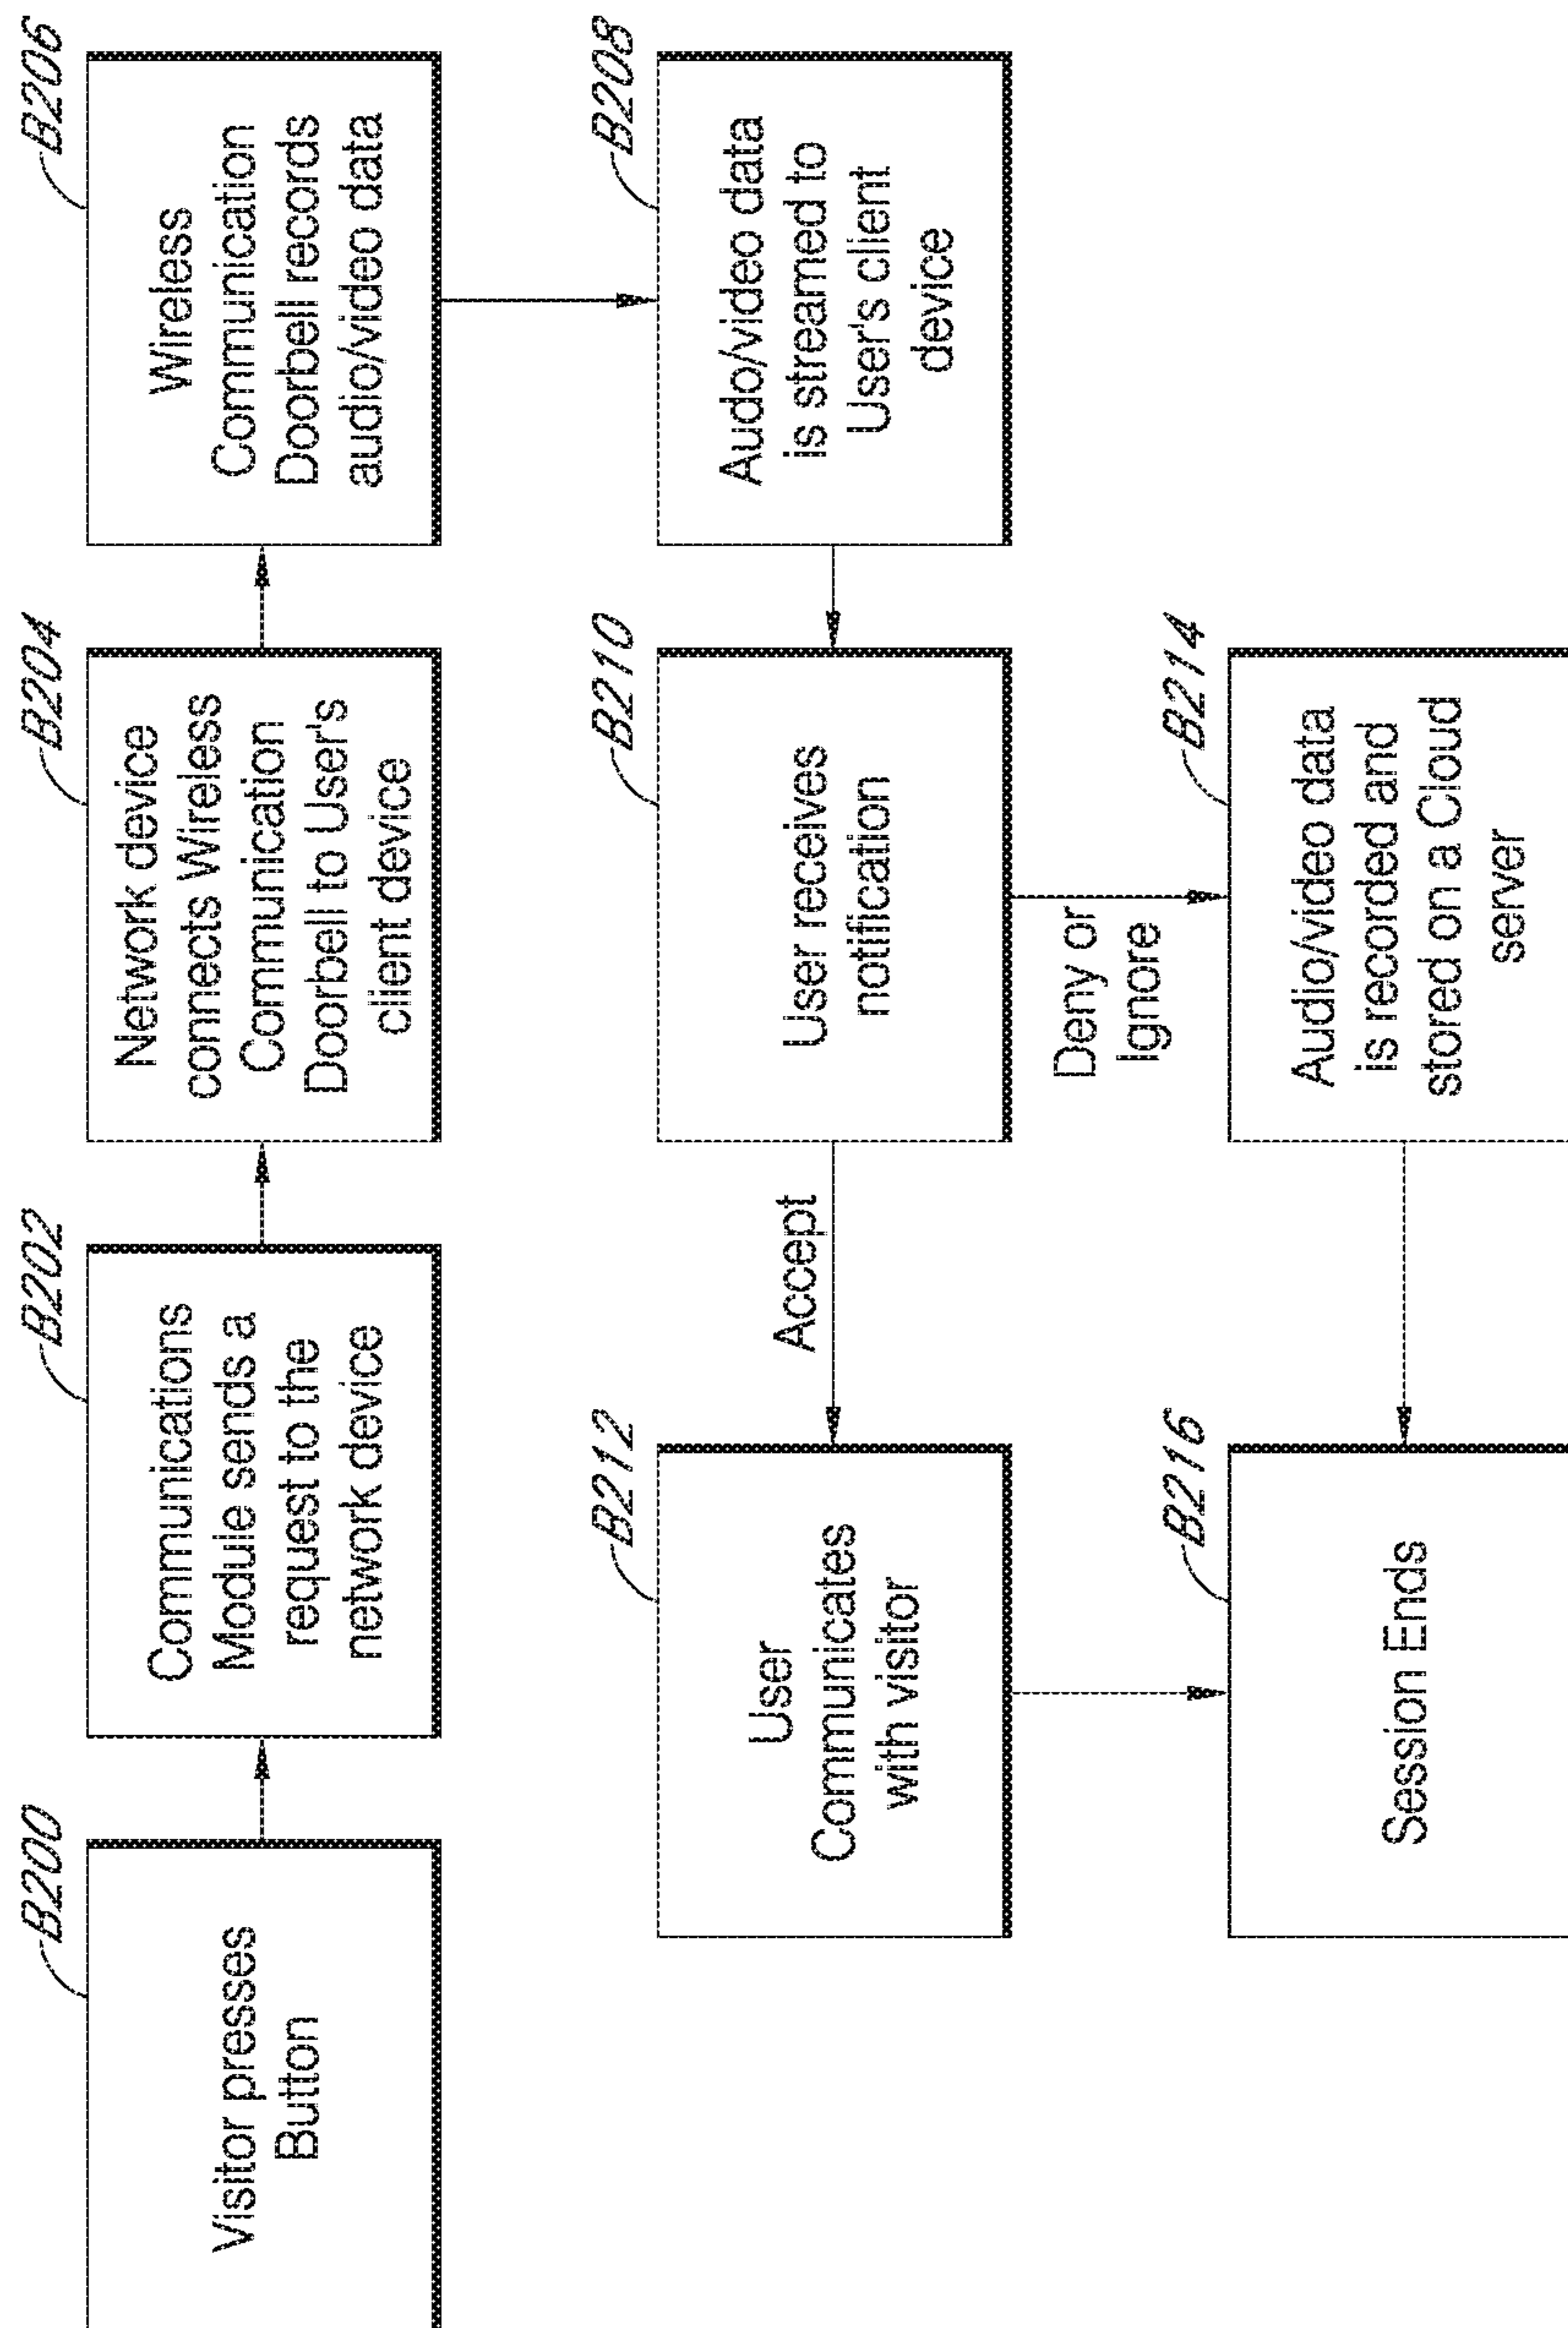 B200
Visitor presses
Button
B202
Communications
Module sends a
request to the
network device
B204
Network device
connects Wireless
Communication
Doorbell to User's
client device
B206
Wireless
Communication
Doorbell records
audio/video data
B208
Audo/video data
is streamed to
User's client
device
B210
User receives
notification
Accept
Deny or
Ignore
B212
User
Communicates
with visitor
B214
Audio/video data
is recorded and
stored on a Cloud
server
B216
Session Ends